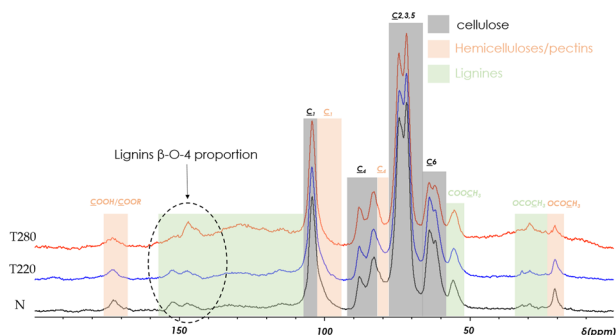 C2,3,5
cellulose
Hemicelluloses/pectins
Lignines
C1 C1
Lignins β-O-4 proportion
C4 C4 C6
COOH/COOR
COOCH3
OCOCH3 OCOCH3
T280
T220
N
150 100 50 δ(ppm)